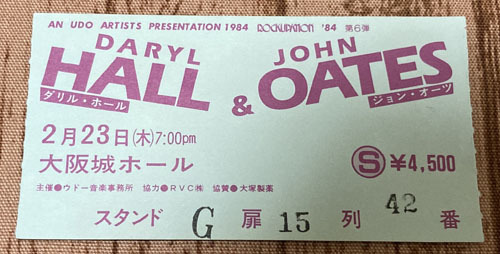 AN UDO ARTISTS PRESENTATION 1984 ROCKUPATION '84 第6弾
DARYL HALL & JOHN OATES
ダリル・ホール ジョン・オーツ
2月23日(木)7:00pm
大阪城ホール Ⓢ¥4,500
主催●ウドー音楽事務所 協力●RVC㈱ 協賛●大塚製薬
スタンド G 扉 15 列 42 番